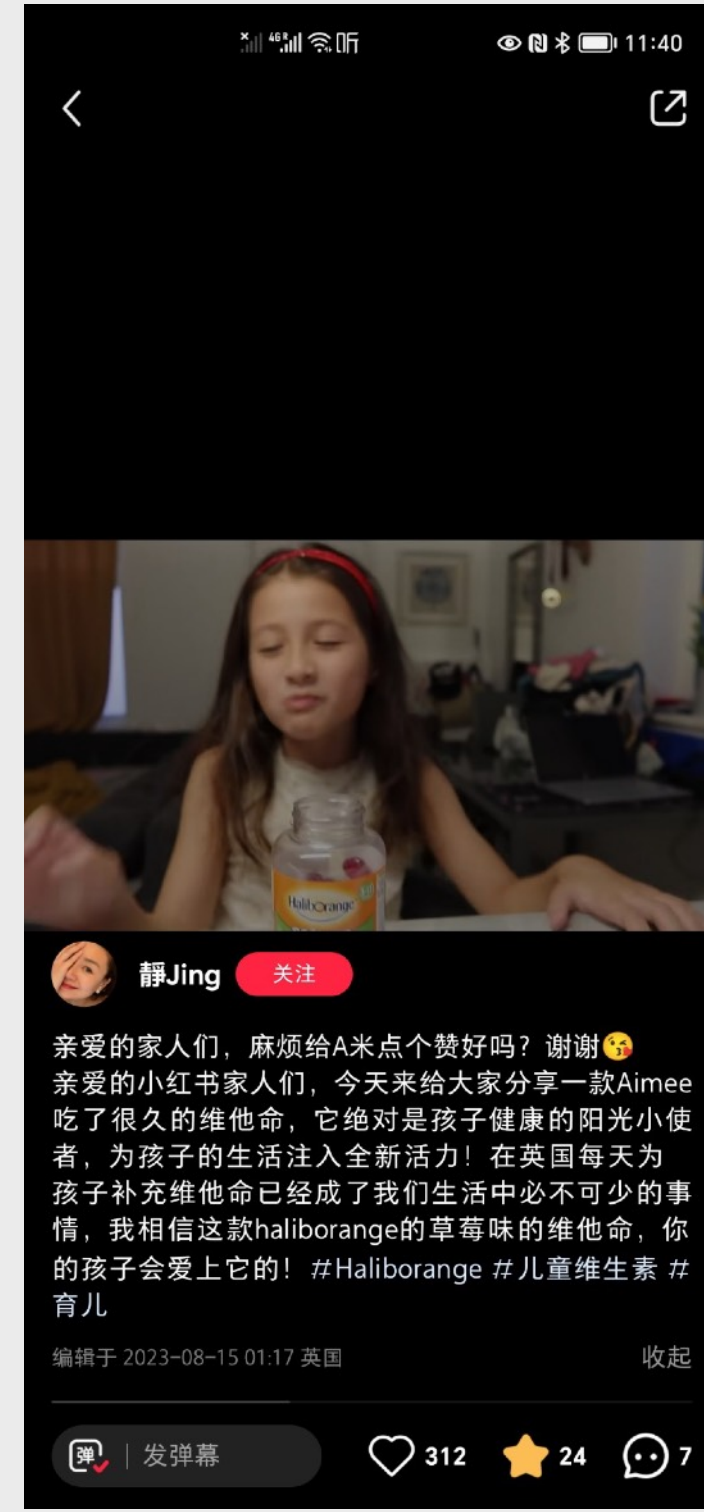 听
11:40
Haliborange
靜Jing
关注
亲爱的家人们，麻烦给A米点个赞好吗？谢谢😘
亲爱的小红书家人们，今天来给大家分享一款Aimee
吃了很久的维他命，它绝对是孩子健康的阳光小使
者，为孩子的生活注入全新活力！在英国每天为
孩子补充维他命已经成了我们生活中必不可少的事
情，我相信这款haliborange的草莓味的维他命，你
的孩子会爱上它的！#Haliborange #儿童维生素 #
育儿
编辑于 2023-08-15 01:17 英国
收起
弹
发弹幕
312
24
7